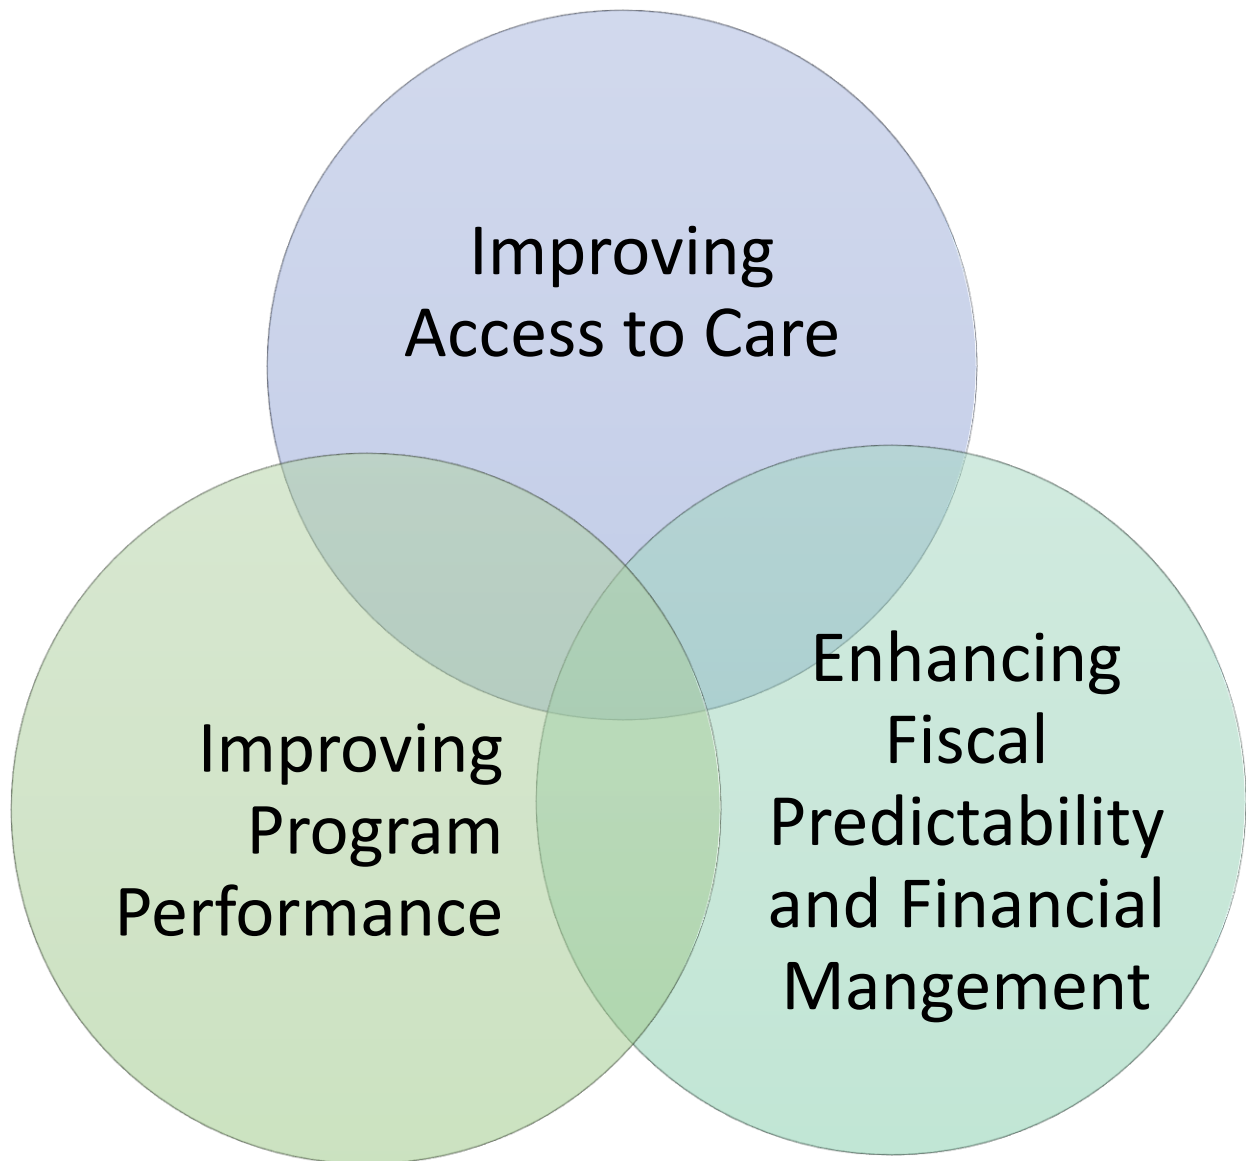 Improving
Access to Care
Improving
Program
Performance
Enhancing
Fiscal
Predictability
and Financial
Mangement